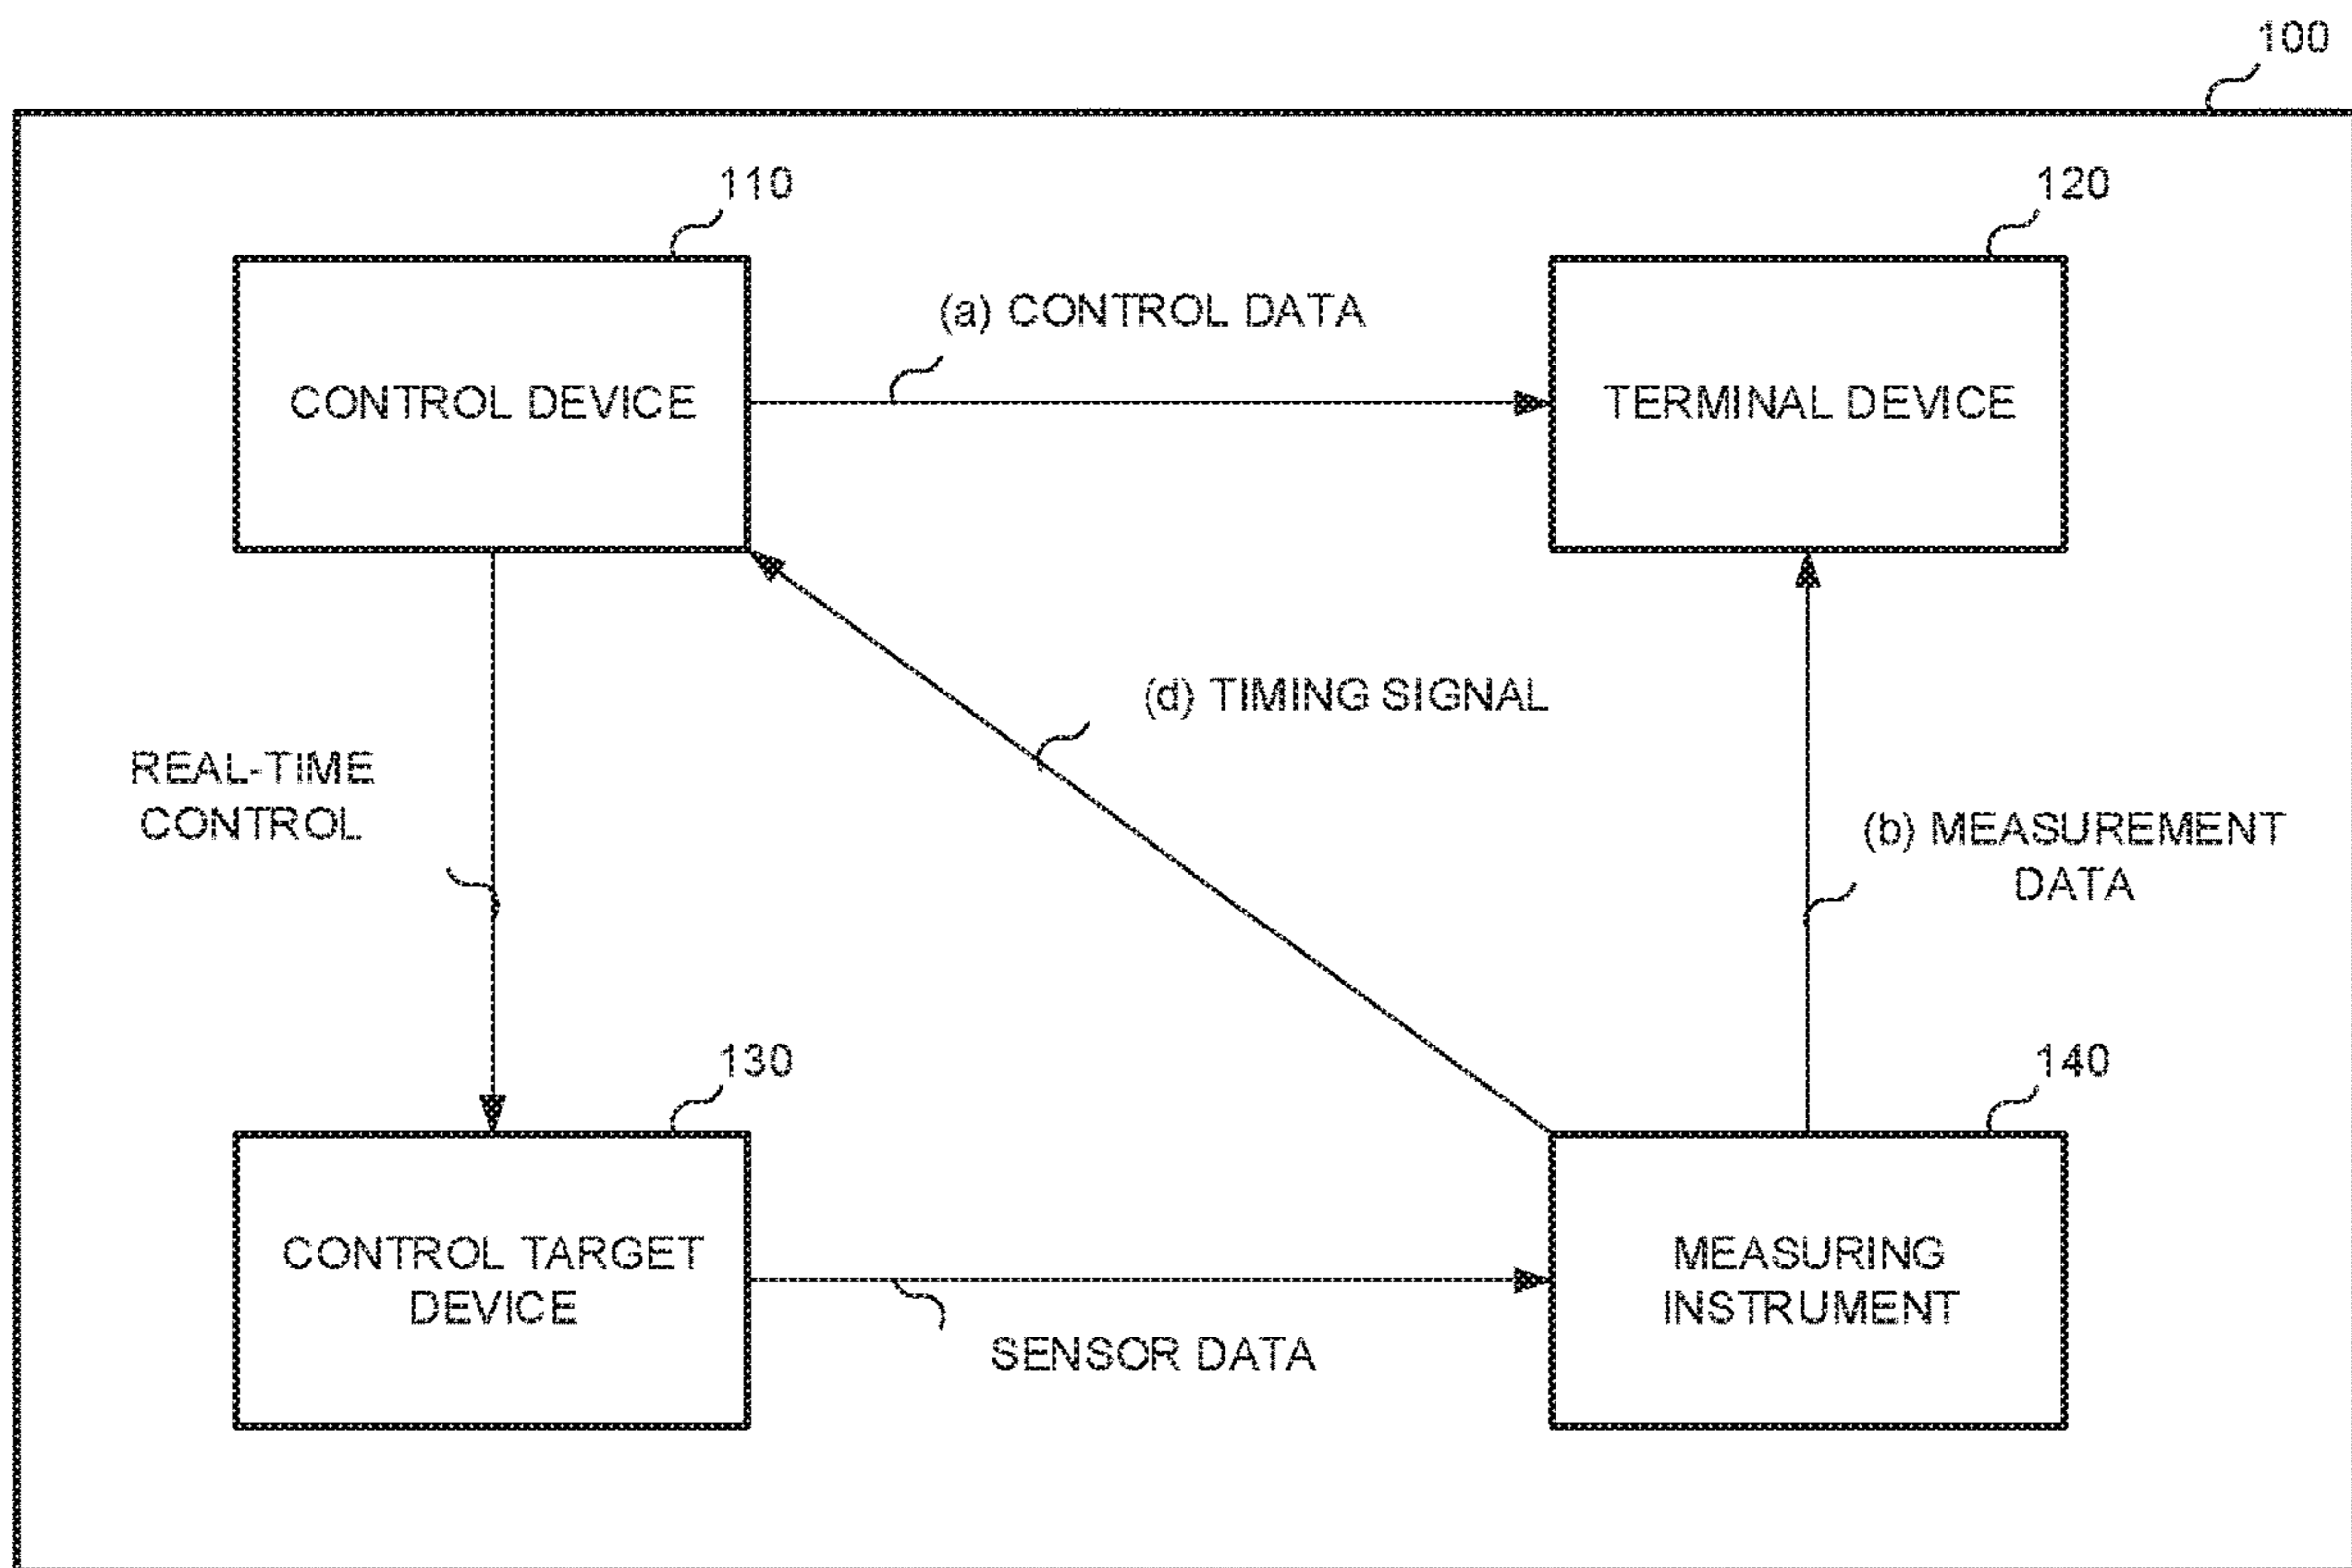 100
110
120
(a) CONTROL DATA
CONTROL DEVICE
TERMINAL DEVICE
(d) TIMING SIGNAL
REAL-TIME
CONTROL
(b) MEASUREMENT
DATA
130
140
CONTROL TARGET
DEVICE
MEASURING
INSTRUMENT
SENSOR DATA